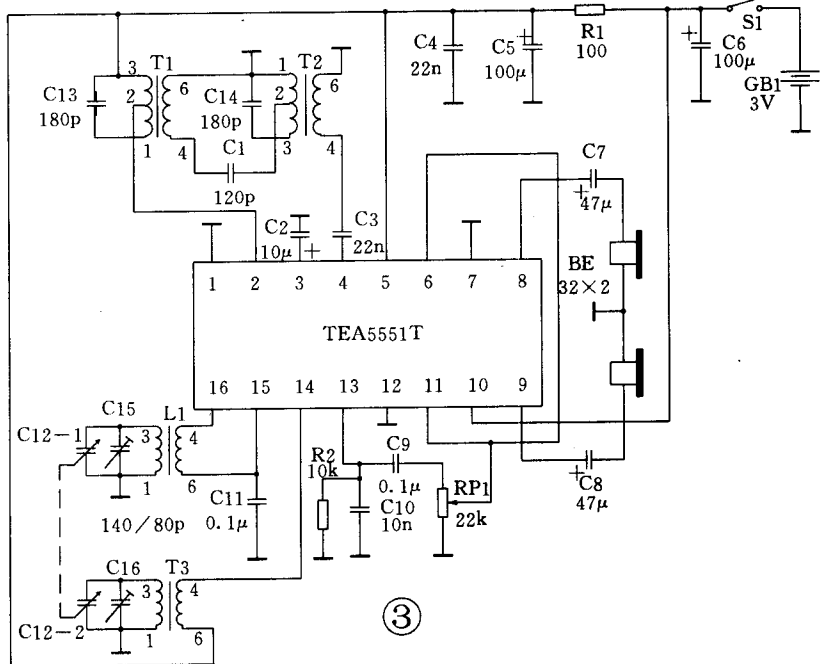 S1
R1
100
C4
22n
+
C5
100μ
+
C6
100μ
GB1
3V
3
T1
6
1
T2
6
2
2
C13
180p
C14
180p
1
4
3
4
C1
120p
C2
10μ
+
C3
22n
C7
+
47μ
BE
32×2
1
2
3
4
5
6
7
8
TEA5551T
16
15
14
13
12
11
10
9
C12-1
C15
L1
3
4
1
6
140/80p
C11
0.1μ
R2
10k
C9
0.1μ
C10
10n
RP1
22k
+
C8
47μ
C16
T3
3
4
C12-2
1
6
③